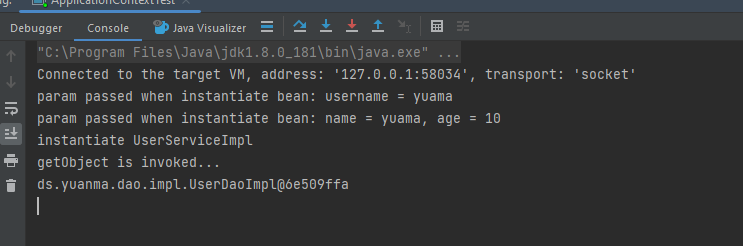 ApplicationContextTest
Debugger Console Java Visualizer
"C:\Program Files\Java\jdk1.8.0_181\bin\java.exe" ...
Connected to the target VM, address: '127.0.0.1:58034', transport: 'socket'
param passed when instantiate bean: username = yuama
param passed when instantiate bean: name = yuama, age = 10
instantiate UserServiceImpl
getObject is invoked...
ds.yuanma.dao.impl.UserDaoImpl@6e509ffa